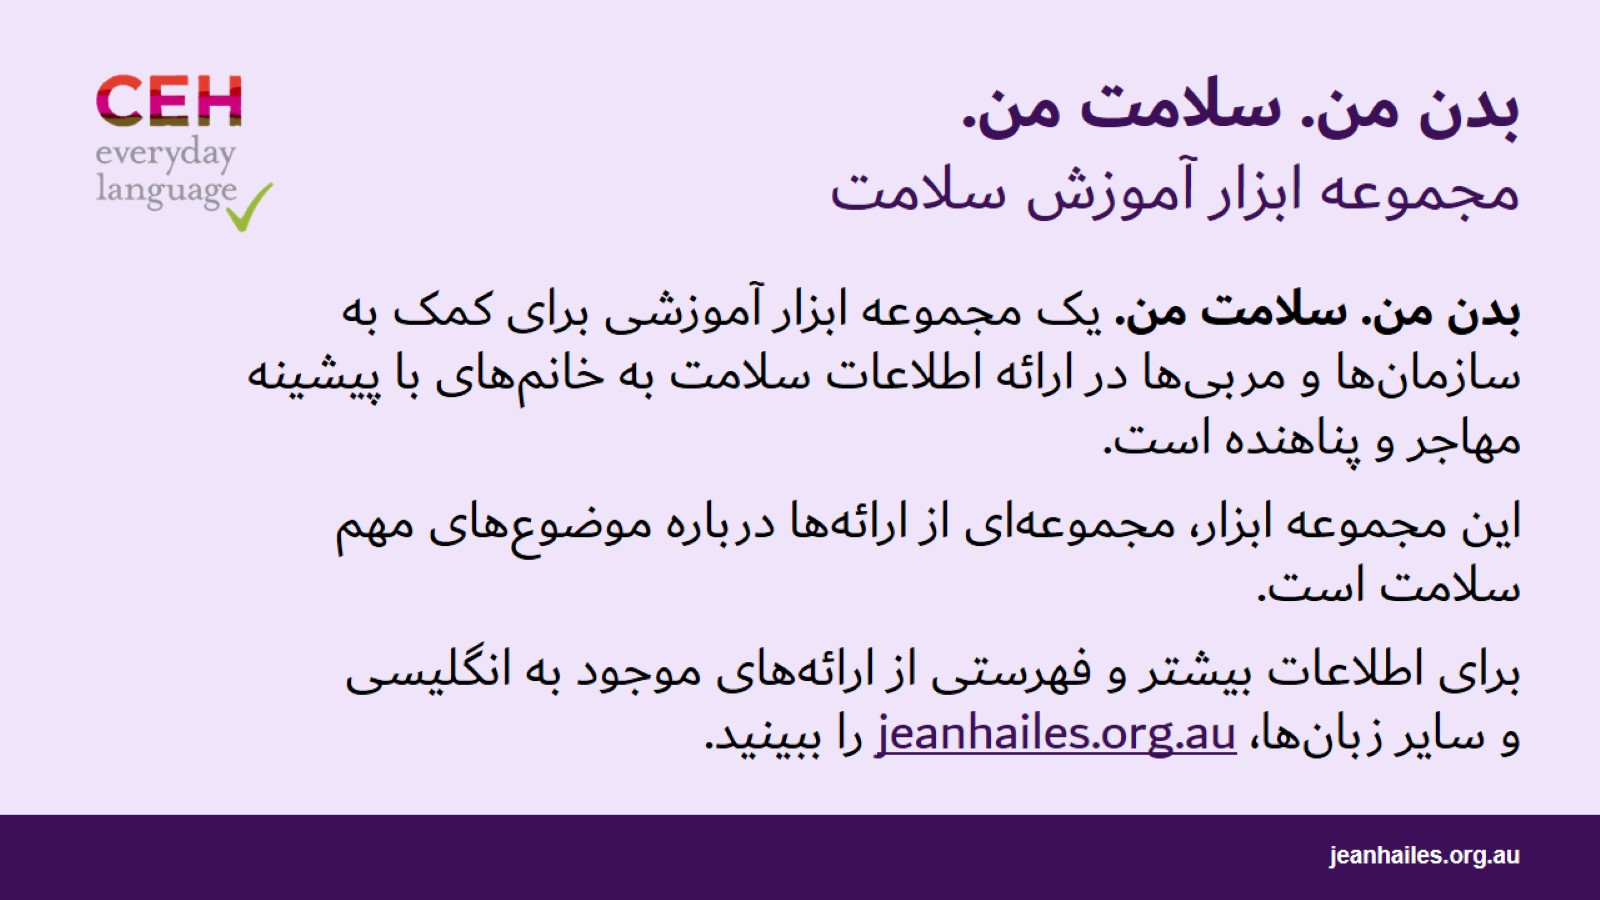 CEH
everyday
language
بدن من. سلامت من.
مجموعه ابزار آموزش سلامت
بدن من. سلامت من. یک مجموعه ابزار آموزشی برای کمک به
سازمان‌ها و مربی‌ها در ارائه اطلاعات سلامت به خانم‌های با پیشینه
مهاجر و پناهنده است.
این مجموعه ابزار، مجموعه‌ای از ارائه‌ها درباره موضوع‌های مهم
سلامت است.
برای اطلاعات بیشتر و فهرستی از ارائه‌های موجود به انگلیسی
و سایر زبان‌ها، jeanhailes.org.au را ببینید.
jeanhailes.org.au